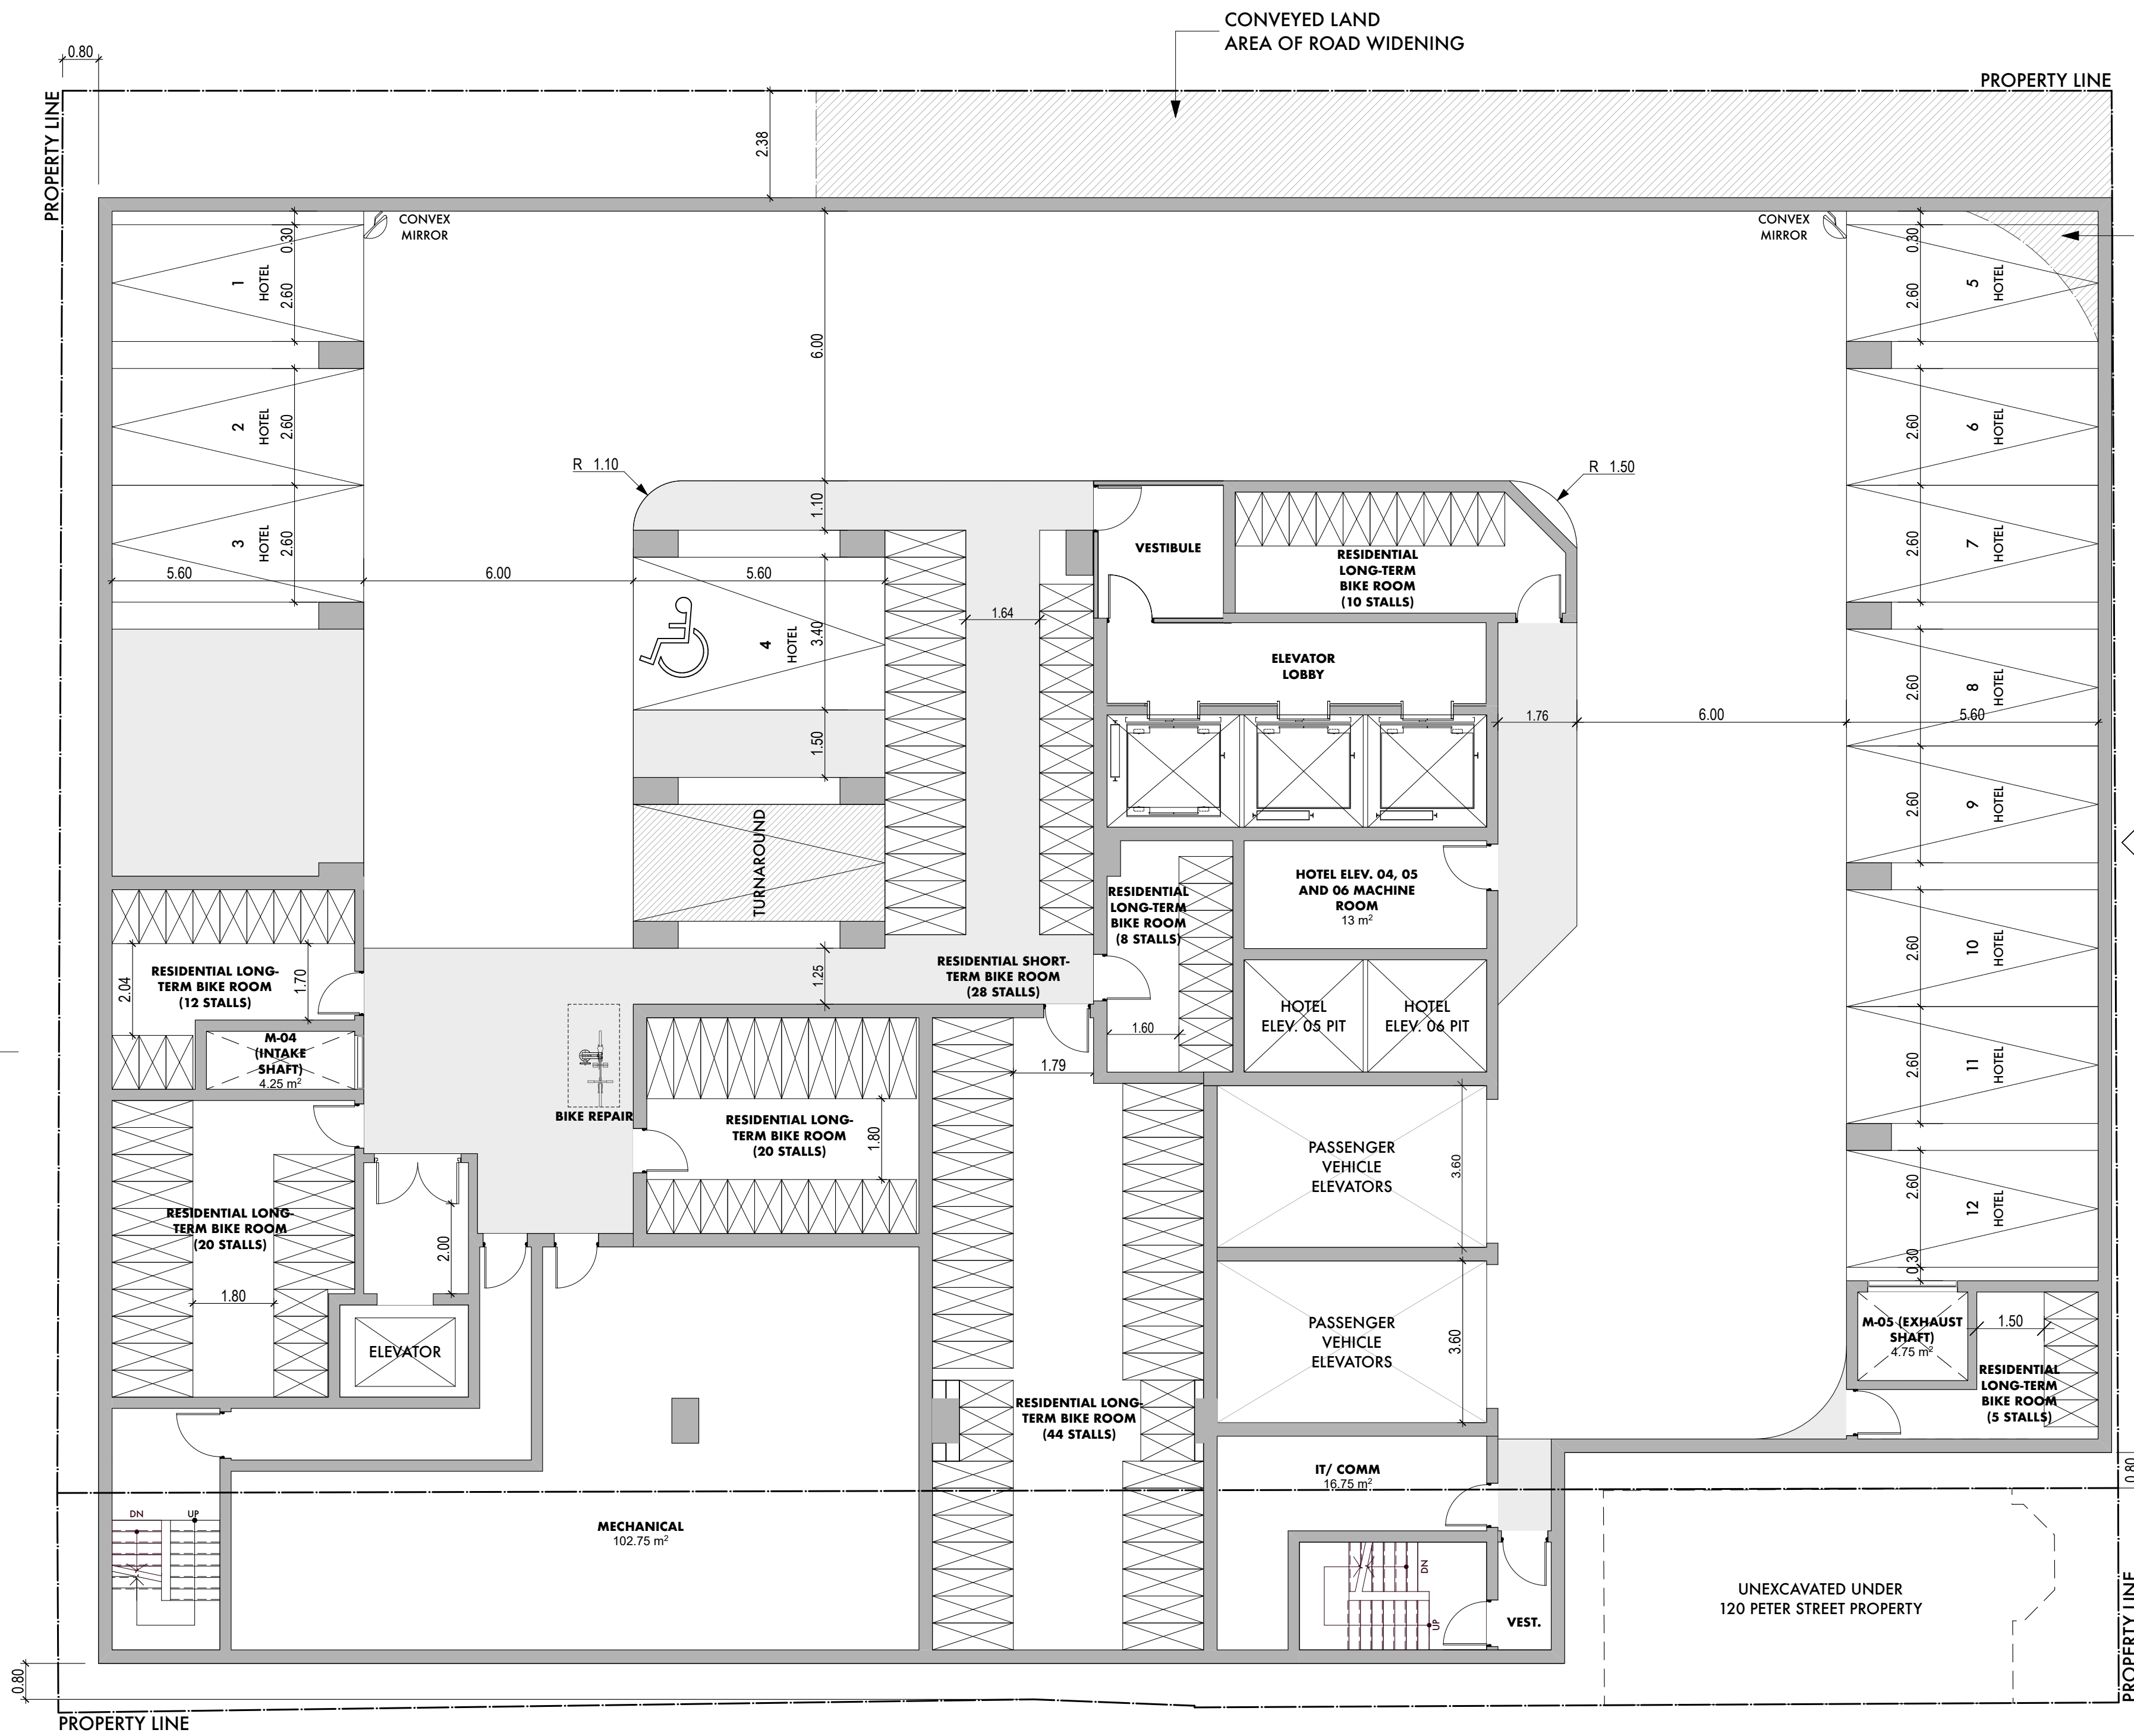 CONVEYED LAND
AREA OF ROAD WIDENING
0.80
PROPERTY LINE
PROPERTY LINE
2.38
CONVEX
MIRROR
CONVEX
MIRROR
0.30
1
HOTEL
2.60
2
HOTEL
2.60
3
HOTEL
2.60
6.00
0.30
2.60
5
HOTEL
2.60
6
HOTEL
2.60
7
HOTEL
R 1.10
R 1.50
1.10
VESTIBULE
RESIDENTIAL
LONG-TERM
BIKE ROOM
(10 STALLS)
5.60
6.00
5.60
4
HOTEL
3.40
1.64
ELEVATOR
LOBBY
2.60
8
HOTEL
1.76
6.00
5.60
1.50
2.60
9
HOTEL
TURNAROUND
RESIDENTIAL
LONG-TERM
BIKE ROOM
(8 STALLS)
HOTEL ELEV. 04, 05
AND 06 MACHINE
ROOM
13 m²
2.60
10
HOTEL
2.04
RESIDENTIAL LONG-
TERM BIKE ROOM
(12 STALLS)
1.70
1.25
RESIDENTIAL SHORT-
TERM BIKE ROOM
(28 STALLS)
HOTEL
ELEV. 05 PIT
HOTEL
ELEV. 06 PIT
1.60
M-04
(INTAKE
SHAFT)
4.25 m²
1.79
2.60
11
HOTEL
BIKE REPAIR
RESIDENTIAL LONG-
TERM BIKE ROOM
(20 STALLS)
1.80
PASSENGER
VEHICLE
ELEVATORS
3.60
2.60
12
HOTEL
0.30
RESIDENTIAL LONG-
TERM BIKE ROOM
(20 STALLS)
2.00
1.80
ELEVATOR
PASSENGER
VEHICLE
ELEVATORS
3.60
M-05 (EXHAUST
SHAFT)
4.75 m²
1.50
RESIDENTIAL
LONG-TERM
BIKE ROOM
(5 STALLS)
RESIDENTIAL LONG-
TERM BIKE ROOM
(44 STALLS)
IT/ COMM
16.75 m²
0.80
DN
UP
MECHANICAL
102.75 m²
DN
UP
VEST.
UNEXCAVATED UNDER
120 PETER STREET PROPERTY
PROPERTY LINE
0.80
PROPERTY LINE